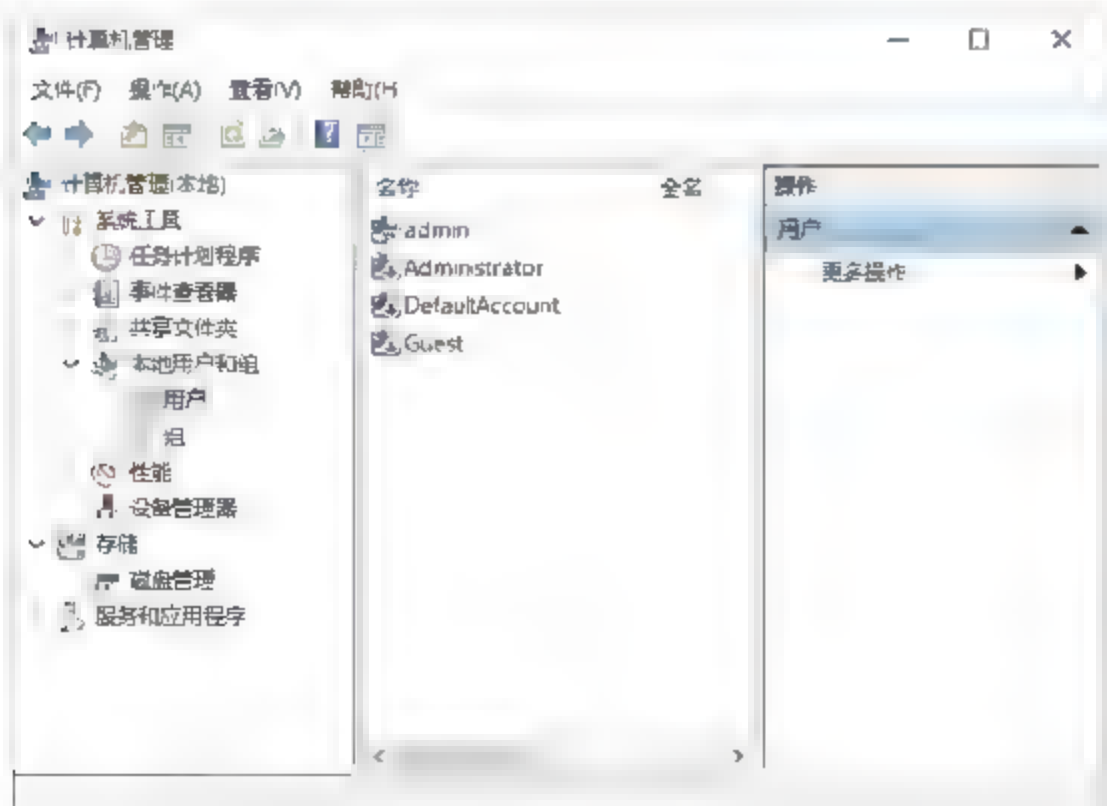 计算机管理
文件(F) 操作(A) 查看(V) 帮助(H
计算机管理(本地)
系统工具
任务计划程序
事件查看器
共享文件夹
本地用户和组
用户
组
性能
设备管理器
存储
磁盘管理
服务和应用程序
名称 全名
admin
Adminstrator
DefaultAccount
Guest
操作
用户
更多操作